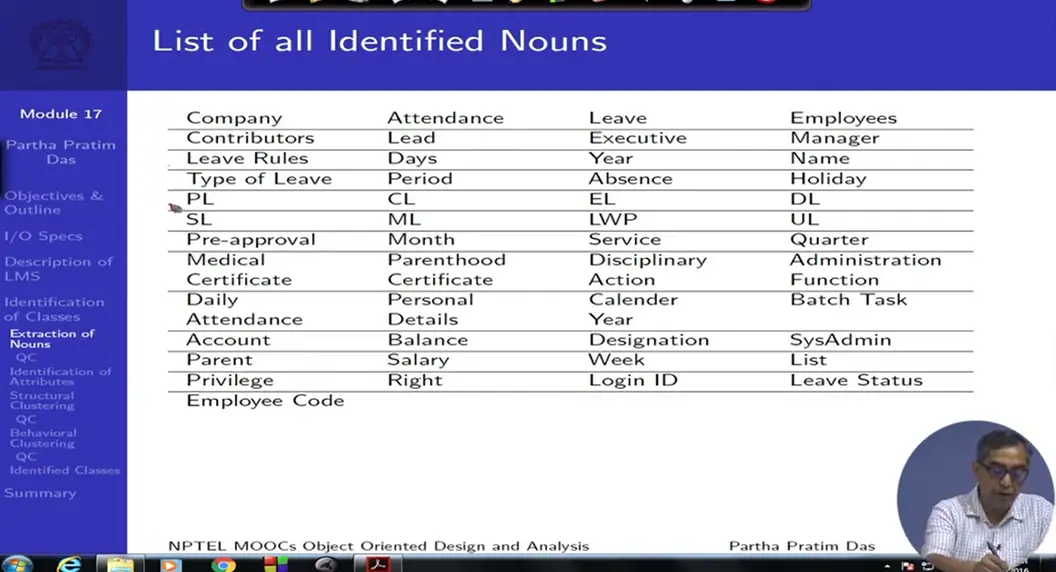 List of all Identified Nouns
Module 17
Partha Pratim
Das
Objectives &
Outline
I/O Specs
Description of
LMS
Identification
of Classes
Extraction of
Nouns
QC
Identification of
Attributes
Structural
Clustering
QC
Behavioral
Clustering
QC
Identified Classes
Summary
Company Attendance Leave Employees
Contributors Lead Executive Manager
Leave Rules Days Year Name
Type of Leave Period Absence Holiday
PL CL EL DL
SL ML LWP UL
Pre-approval Month Service Quarter
Medical Parenthood Disciplinary Administration
Certificate Certificate Action Function
Daily Personal Calender Batch Task
Attendance Details Year
Account Balance Designation SysAdmin
Parent Salary Week List
Privilege Right Login ID Leave Status
Employee Code
NPTEL MOOCs Object Oriented Design and Analysis Partha Pratim Das
2016